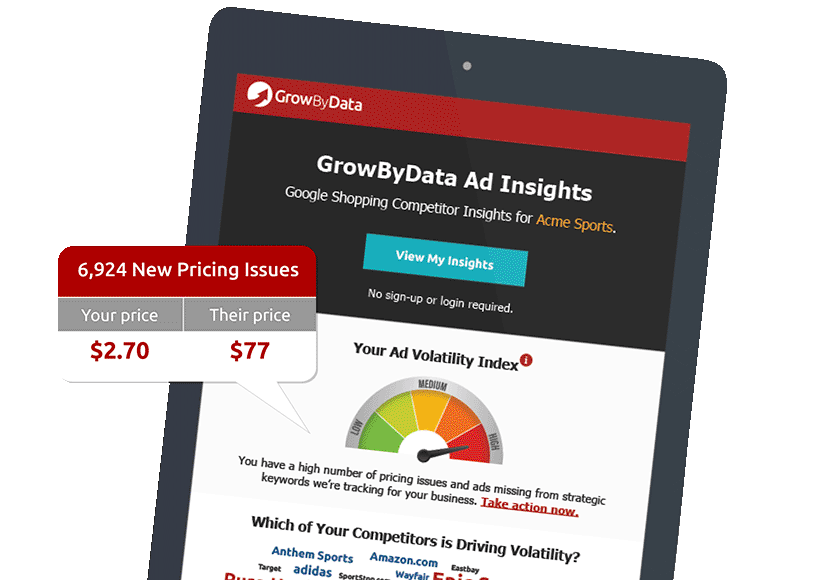 GrowByData
GrowByData Ad Insights
Google Shopping Competitor Insights for Acme Sports.
View My Insights
No sign-up or login required.
6,924 New Pricing Issues
Your price Their price
$2.70 $77
Your Ad Volatility Index
i
LOW MEDIUM HIGH
You have a high number of pricing issues and ads missing from strategic
keywords we're tracking for your business. Take action now.
Which of Your Competitors is Driving Volatility?
Anthem Sports Amazon.com Eastbay
Target adidas Wayfair